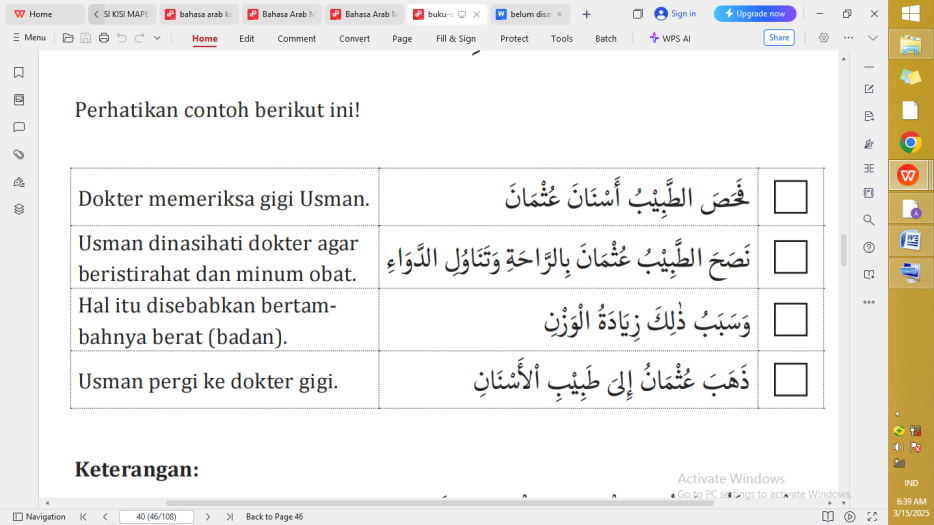 Home
SI KISI MAPE
bahasa arab ke
Bahasa Arab M
Bahasa Arab M
buku-s
belum disa
Sign in
Upgrade now
Menu
Home Edit Comment Convert Page Fill & Sign Protect Tools Batch WPS AI Share
Perhatikan contoh berikut ini!
Dokter memeriksa gigi Usman.
فَحَصَ الطَّبِيْبُ أَسْنَانَ عُثْمَانَ
Usman dinasihati dokter agar
beristirahat dan minum obat.
نَصَحَ الطَّبِيْبُ عُثْمَانَ بِالرَّاحَةِ وَتَنَاوُلِ الدَّوَاءِ
Hal itu disebabkan bertam-
bahnya berat (badan).
وَسَبَبُ ذٰلِكَ زِيَادَةُ الْوَزْنِ
Usman pergi ke dokter gigi.
ذَهَبَ عُثْمَانُ إِلىَ طَبِيْبِ اْلأَسْنَانِ
Keterangan:
Activate Windows
Go to PC settings to activate Windows.
Navigation
40 (46/108)
Back to Page 46
IND
6:39 AM
3/15/2025